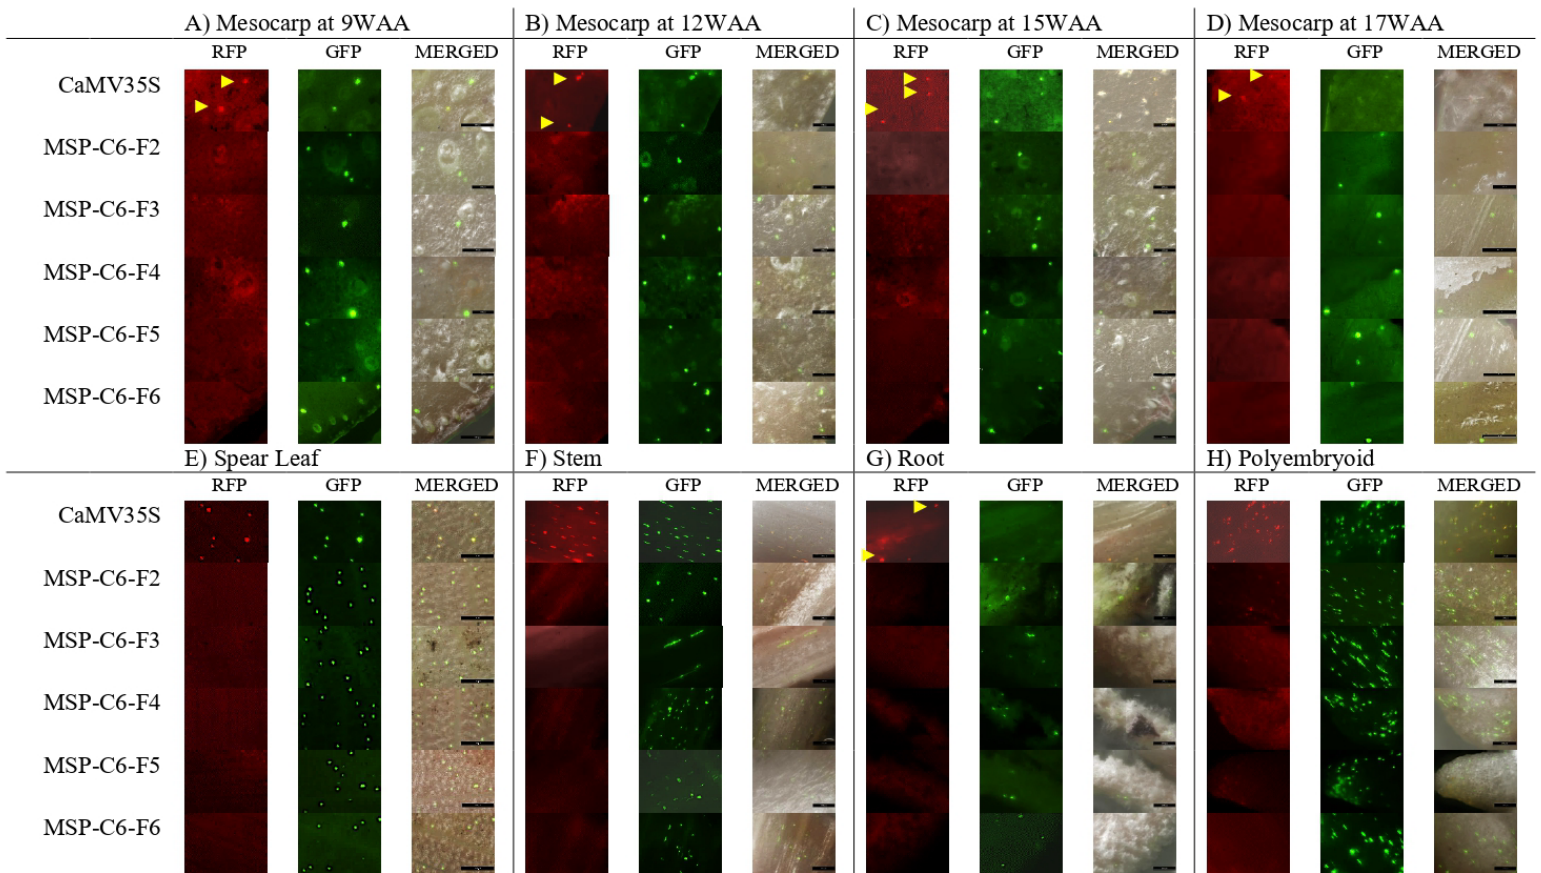 A) Mesocarp at 9WAA B) Mesocarp at 12WAA C) Mesocarp at 15WAA D) Mesocarp at 17WAA
RFP GFP MERGED RFP GFP MERGED RFP GFP MERGED RFP GFP MERGED
CaMV35S
MSP-C6-F2
MSP-C6-F3
MSP-C6-F4
MSP-C6-F5
MSP-C6-F6
E) Spear Leaf F) Stem G) Root H) Polyembryoid
RFP GFP MERGED RFP GFP MERGED RFP GFP MERGED RFP GFP MERGED
CaMV35S
MSP-C6-F2
MSP-C6-F3
MSP-C6-F4
MSP-C6-F5
MSP-C6-F6